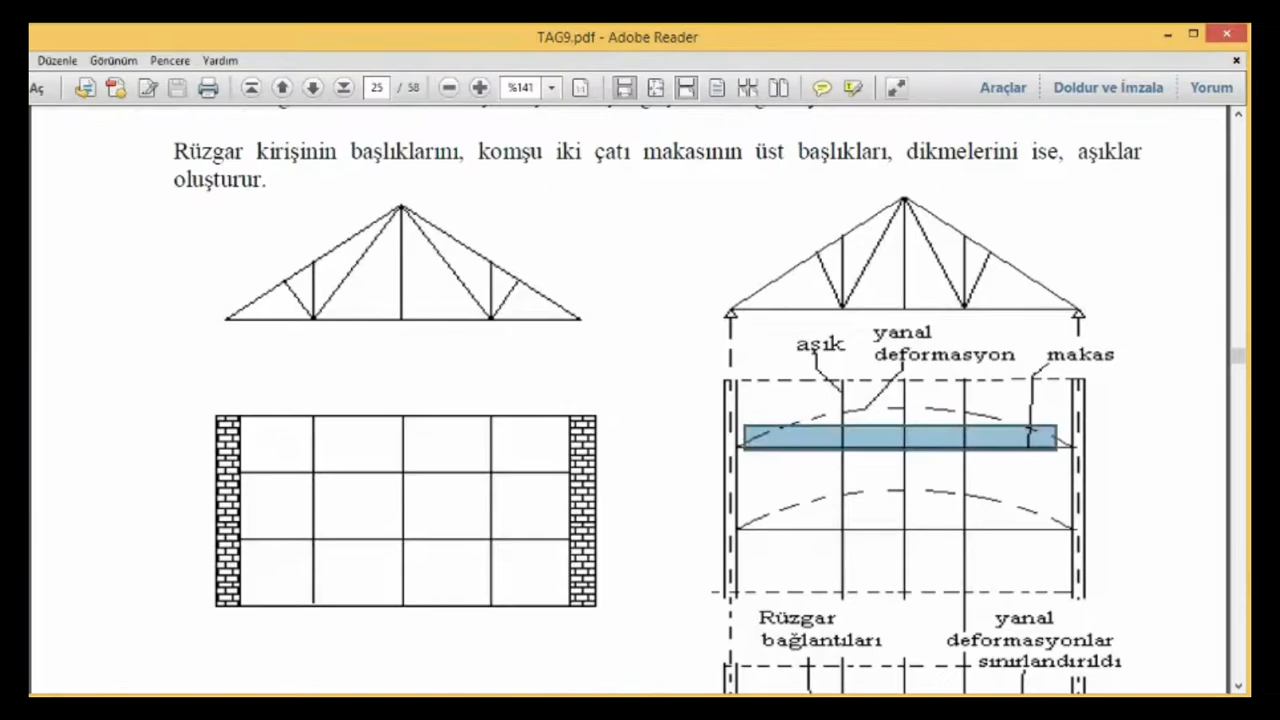 TAG9.pdf - Adobe Reader
Düzenle Görünüm Pencere Yardım
Aç 25 / 58 %141 Araçlar Doldur ve İmzala Yorum
Rüzgar kirişinin başlıklarını, komşu iki çatı makasının üst başlıkları, dikmelerini ise, aşıklar
oluşturur.
aşık
yanal
deformasyon
makas
Rüzgar
bağlantıları
yanal
deformasyonlar
sınırlandırıldı